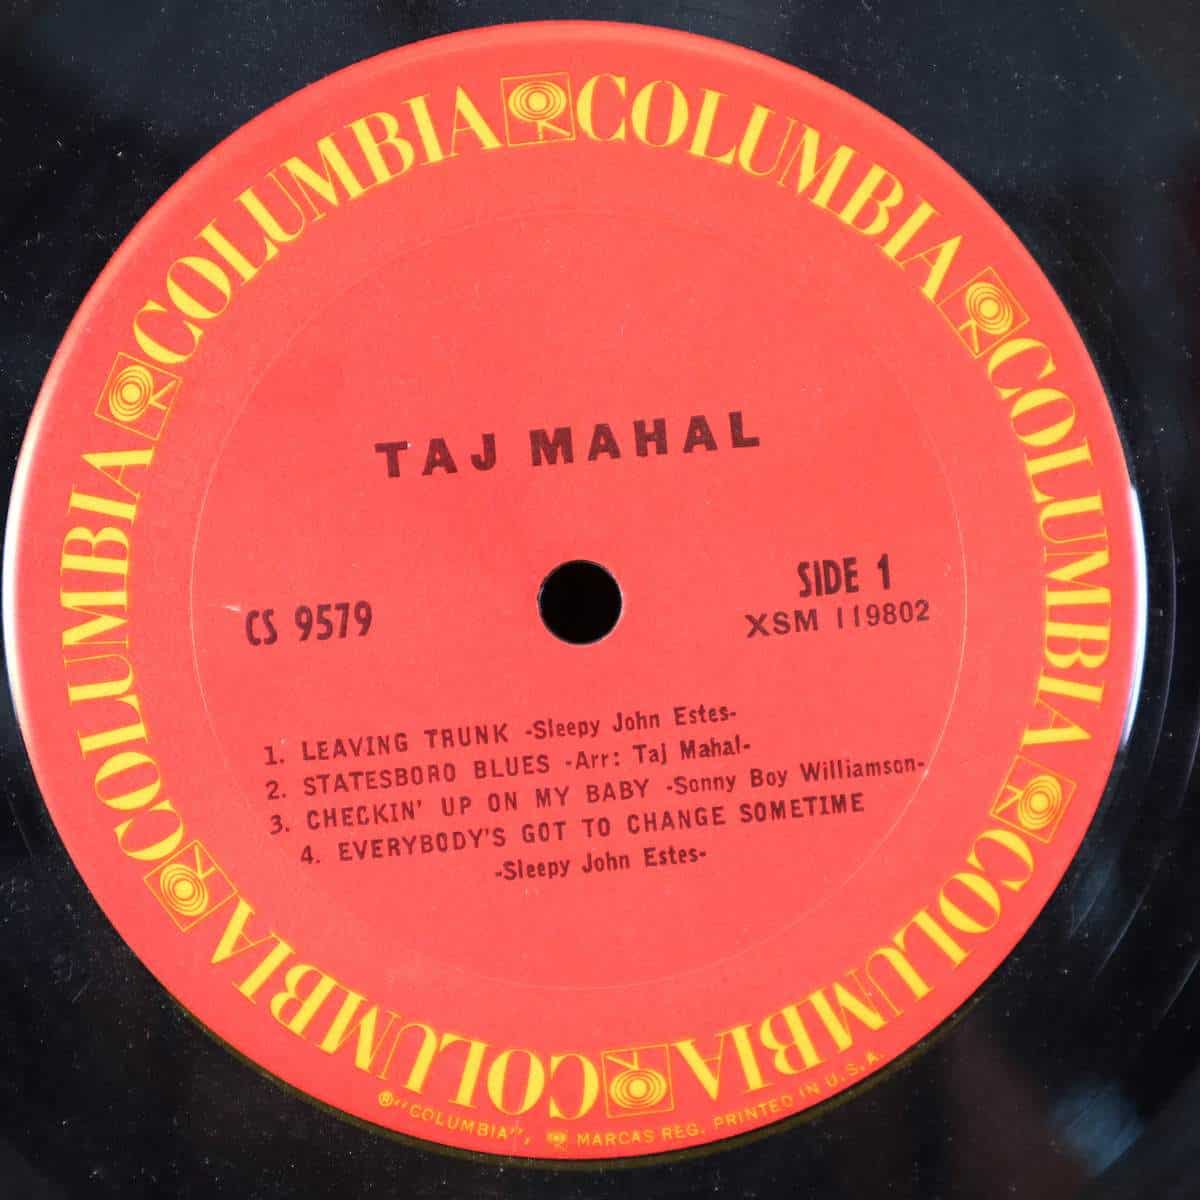 COLUMBIA COLUMBIA COLUMBIA COLUMBIA COLUMBIA COLUMBIA
TAJ MAHAL
SIDE 1
CS 9579
XSM 119802
1. LEAVING TRUNK -Sleepy John Estes-
2. STATESBORO BLUES -Arr: Taj Mahal-
3. CHECKIN' UP ON MY BABY -Sonny Boy Williamson-
4. EVERYBODY'S GOT TO CHANGE SOMETIME
-Sleepy John Estes-
®"COLUMBIA", MARCAS REG. PRINTED IN U.S.A.